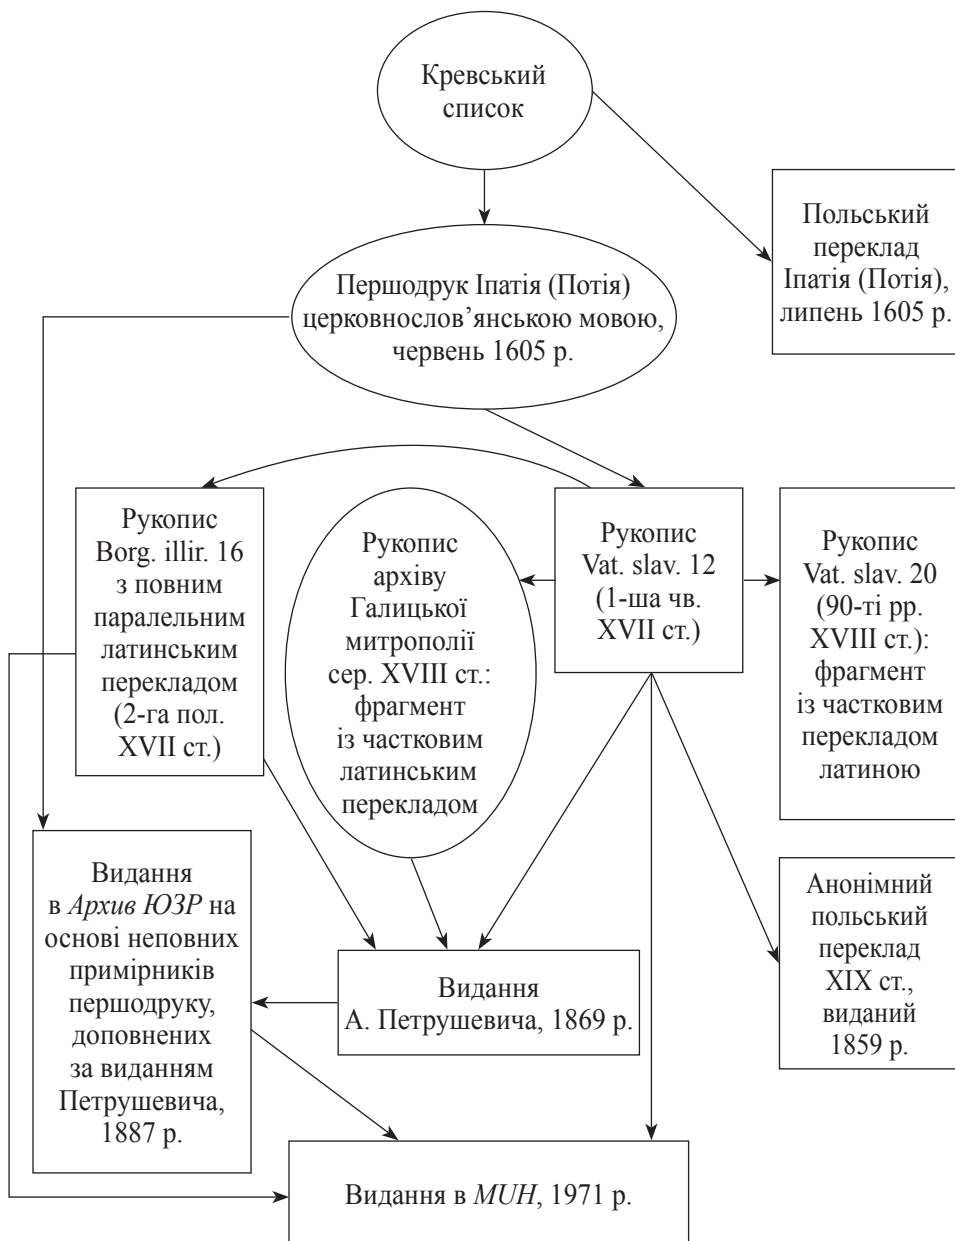 Кревський
список
Польський
переклад
Іпатія (Потія),
липень 1605 р.
Першодрук Іпатія (Потія)
церковнослов’янською мовою,
червень 1605 р.
Рукопис
Borg. illir. 16
з повним
паралельним
латинським
перекладом
(2-га пол.
XVII ст.)
Рукопис
архіву
Галицької
митрополії
сер. XVIII ст.:
фрагмент
із частковим
латинським
перекладом
Рукопис
Vat. slav. 12
(1-ша чв.
XVII ст.)
Рукопис
Vat. slav. 20
(90-ті рр.
XVIII ст.):
фрагмент
із частковим
перекладом
латиною
Видання
в Архив ЮЗР на
основі неповних
примірників
першодруку,
доповнених
за виданням
Петрушевича,
1887 р.
Видання
А. Петрушевича, 1869 р.
Анонімний
польський
переклад
XIX ст.,
виданий
1859 р.
Видання в MUH, 1971 р.